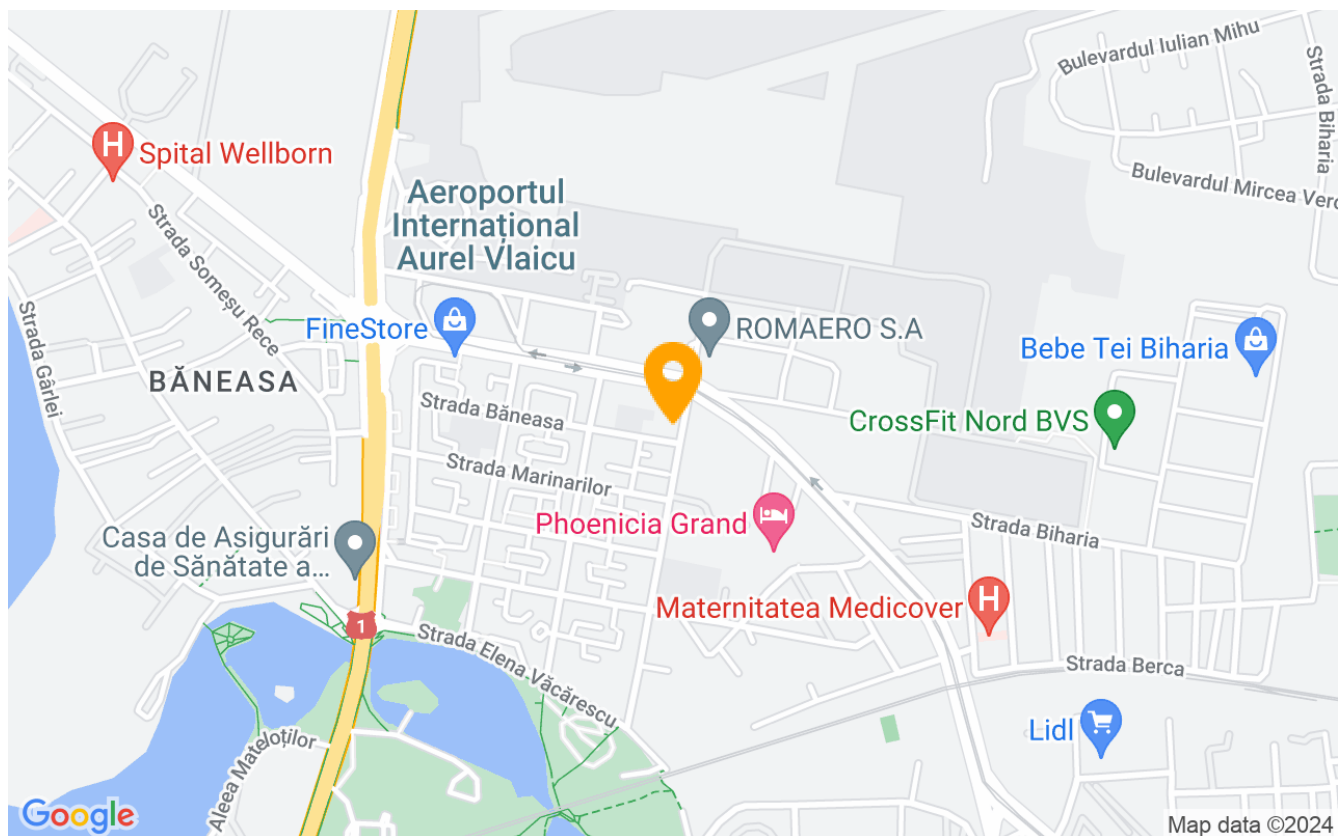 Bulevardul Iulian Mihu
Strada Biharia
Spital Wellborn
Bulevardul Mircea Vero
Aeroportul
Internațional
Aurel Vlaicu
Strada Someșu Rece
Strada Gârlei
FineStore
ROMAERO S.A
Bebe Tei Biharia
BĂNEASA
Strada Băneasa
CrossFit Nord BVS
Strada Marinarilor
Phoenicia Grand
Strada Biharia
Casa de Asigurări
de Sănătate a...
Maternitatea Medicover
1
Strada Elena Văcărescu
Strada Berca
Lidl
Aleea Mateloților
Google
Map data ©2024
H
H